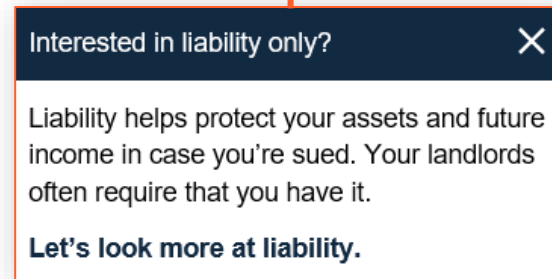 Interested in liability only?
Liability helps protect your assets and future
income in case you’re sued. Your landlords
often require that you have it.
Let’s look more at liability.